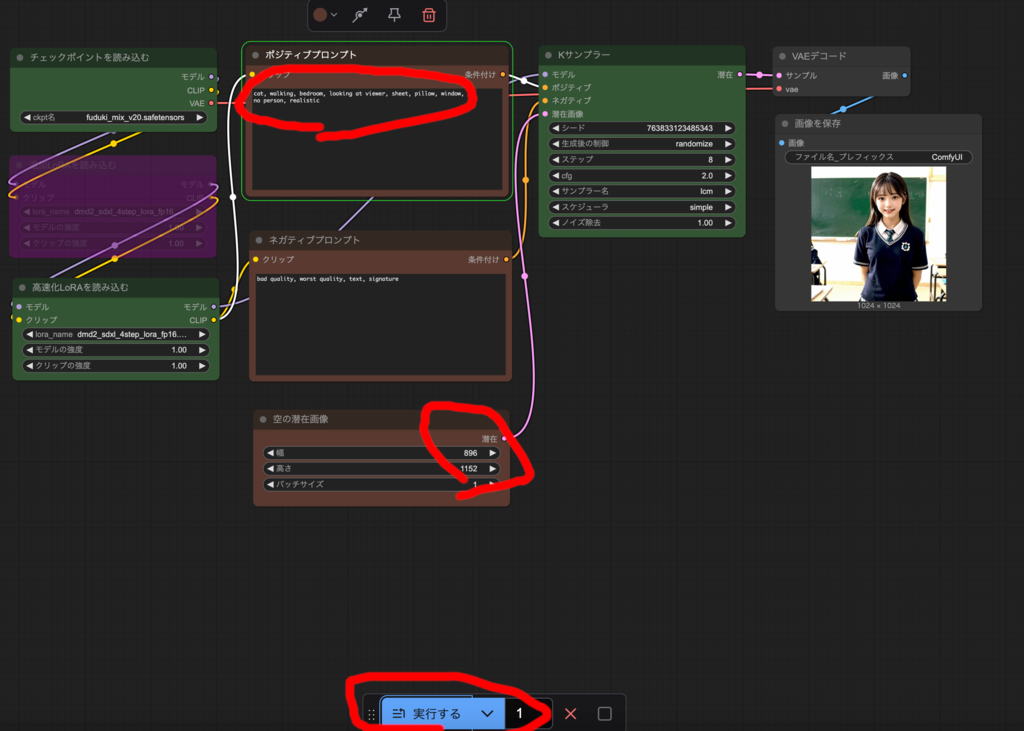 チェックポイントを読み込む
モデル
CLIP
VAE
ckpt名 fuduki_mix_v20.safetensors
を読み込む
モデル
クリップ
lora_name dmd2_sdxl_4step_lora_fp16
モデルの強度 1.00
クリップの強度 1.00
高速化LoRAを読み込む
モデル モデル
クリップ CLIP
lora_name dmd2_sdxl_4step_lora_fp16....
モデルの強度 1.00
クリップの強度 1.00
ポジティブプロンプト
クリップ 条件付け
cat, walking, bedroom, looking at viewer, sheet, pillow, window,
no person, realistic
ネガティブプロンプト
クリップ 条件付け
bad quality, worst quality, text, signature
空の潜在画像
潜在
幅 896
高さ 1152
バッチサイズ 1
Kサンプラー
モデル 潜在
ポジティブ
ネガティブ
潜在画像
シード 763833123485343
生成後の制御 randomize
ステップ 8
cfg 2.0
サンプラー名 lcm
スケジューラ simple
ノイズ除去 1.00
VAEデコード
サンプル 画像
vae
画像を保存
画像
ファイル名_プレフィックス ComfyUI
1024 × 1024
実行する 1